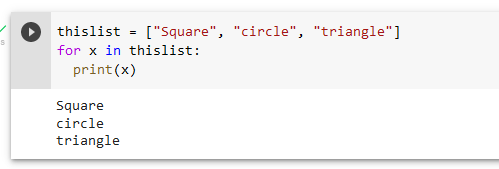 thislist = ["Square", "circle", "triangle"]
for x in thislist:
  print(x)
Square
circle
triangle